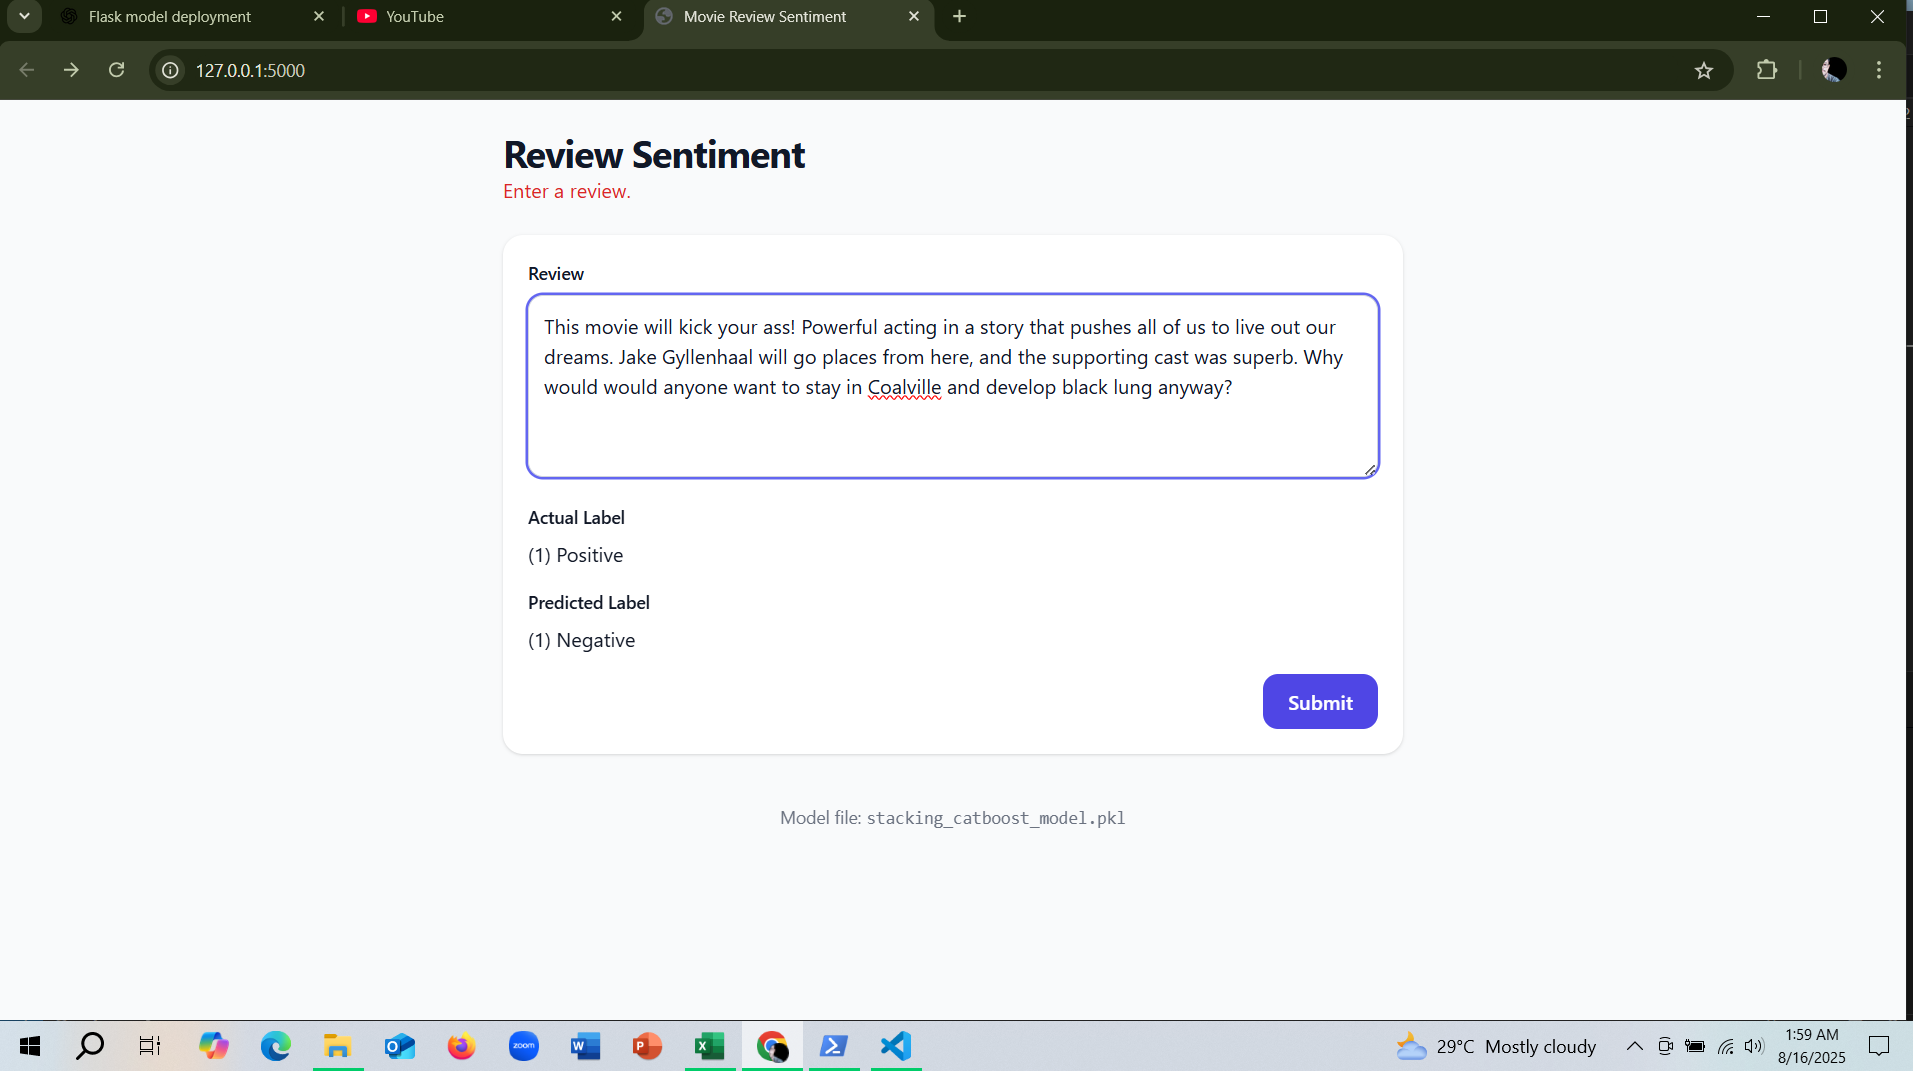 Flask model deployment
YouTube
Movie Review Sentiment
127.0.0.1:5000
Review Sentiment
Enter a review.
Review
This movie will kick your ass! Powerful acting in a story that pushes all of us to live out our
dreams. Jake Gyllenhaal will go places from here, and the supporting cast was superb. Why
would would anyone want to stay in Coalville and develop black lung anyway?
Actual Label
(1) Positive
Predicted Label
(1) Negative
Submit
Model file: stacking_catboost_model.pkl
zoom
29°C Mostly cloudy
1:59 AM
8/16/2025